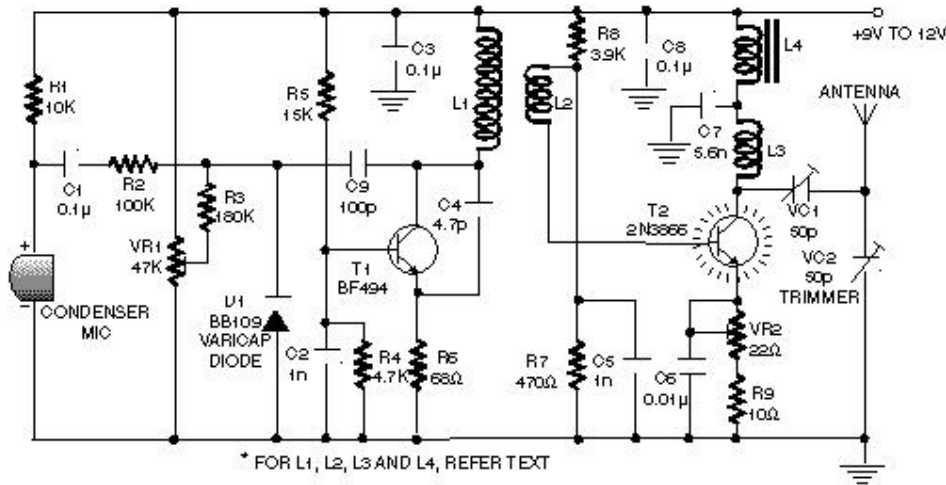 R1
10K
C1
0.1µ
R2
100K
R3
180K
VR1
47K
+
−
CONDENSER
MIC
D1
BB109
VARICAP
DIODE
R5
15K
C3
0.1µ
C9
100p
C2
1n
T1
BF494
R4
4.7K
R6
68Ω
C4
4.7p
L1
L2
R8
3.9K
C8
0.1µ
L4
+9V TO 12V
C7
5.6n
L3
ANTENNA
T2
2N3866
VC1
50p
VC2
50p
TRIMMER
R7
470Ω
C5
1n
C6
0.01µ
VR2
22Ω
R9
10Ω
* FOR L1, L2, L3 AND L4, REFER TEXT